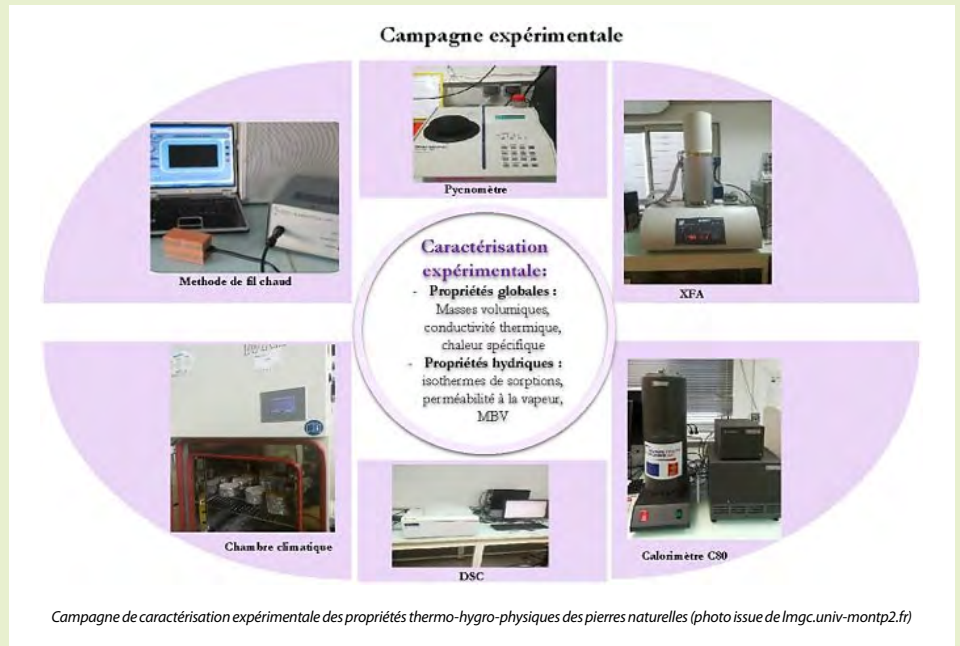 Campagne expérimentale
Pycnomètre
Methode de fil chaud
XFA
Caractérisation
expérimentale:
- Propriétés globales :
Masses volumiques,
conductivité thermique,
chaleur spécifique
- Propriétés hydriques :
isothermes de sorptions,
perméabilité à la vapeur,
MBV
Chambre climatique
DSC
Calorimètre C80
Campagne de caractérisation expérimentale des propriétés thermo-hygro-physiques des pierres naturelles (photo issue de lmgc.univ-montp2.fr)